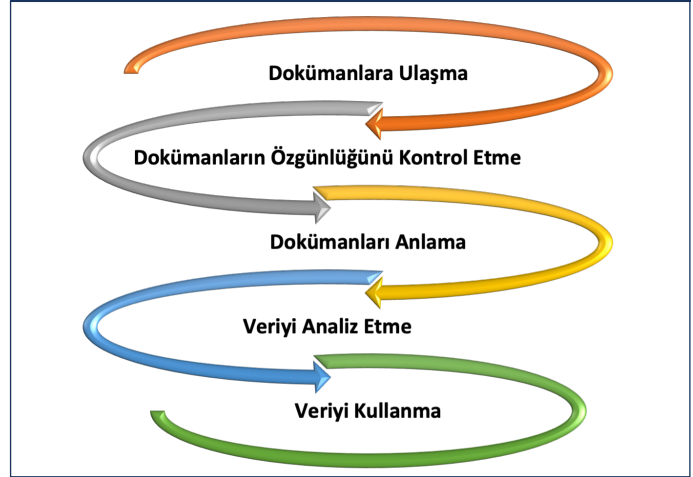 Dokümanlara Ulaşma
Dokümanların Özgünlüğünü Kontrol Etme
Dokümanları Anlama
Veriyi Analiz Etme
Veriyi Kullanma